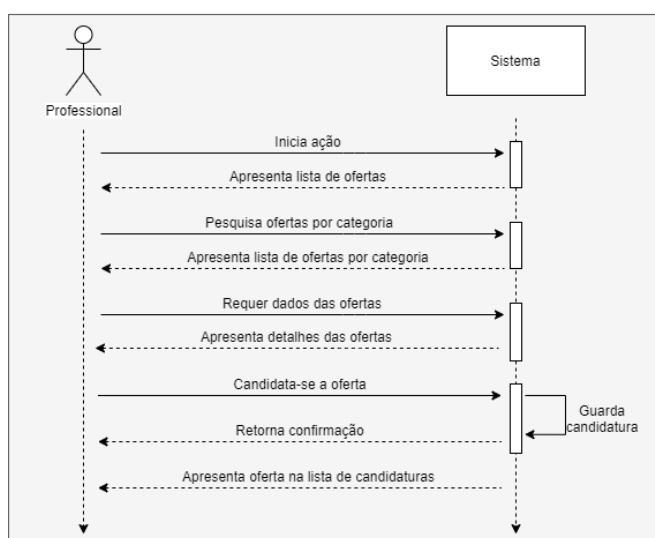 Sistema
Professional
Inicia ação
Apresenta lista de ofertas
Pesquisa ofertas por categoria
Apresenta lista de ofertas por categoria
Requer dados das ofertas
Apresenta detalhes das ofertas
Candidata-se a oferta
Guarda
candidatura
Retorna confirmação
Apresenta oferta na lista de candidaturas